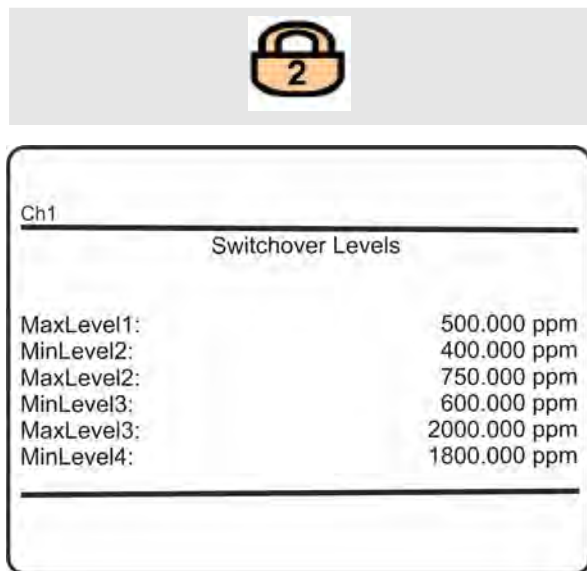 2
Ch1
Switchover Levels
MaxLevel1: 500.000 ppm
MinLevel2: 400.000 ppm
MaxLevel2: 750.000 ppm
MinLevel3: 600.000 ppm
MaxLevel3: 2000.000 ppm
MinLevel4: 1800.000 ppm